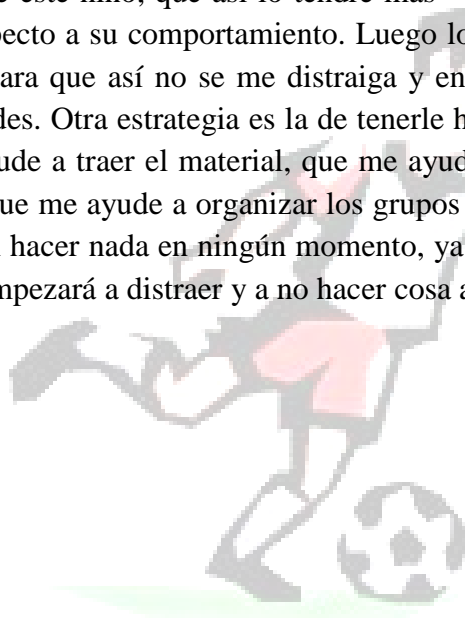 este niño, que así lo tendré más
pecto a su comportamiento. Luego lo
ara que así no se me distraiga y en
des. Otra estrategia es la de tenerle h
ude a traer el material, que me ayud
ue me ayude a organizar los grupos
hacer nada en ningún momento, ya
mpezará a distraer y a no hacer cosa a